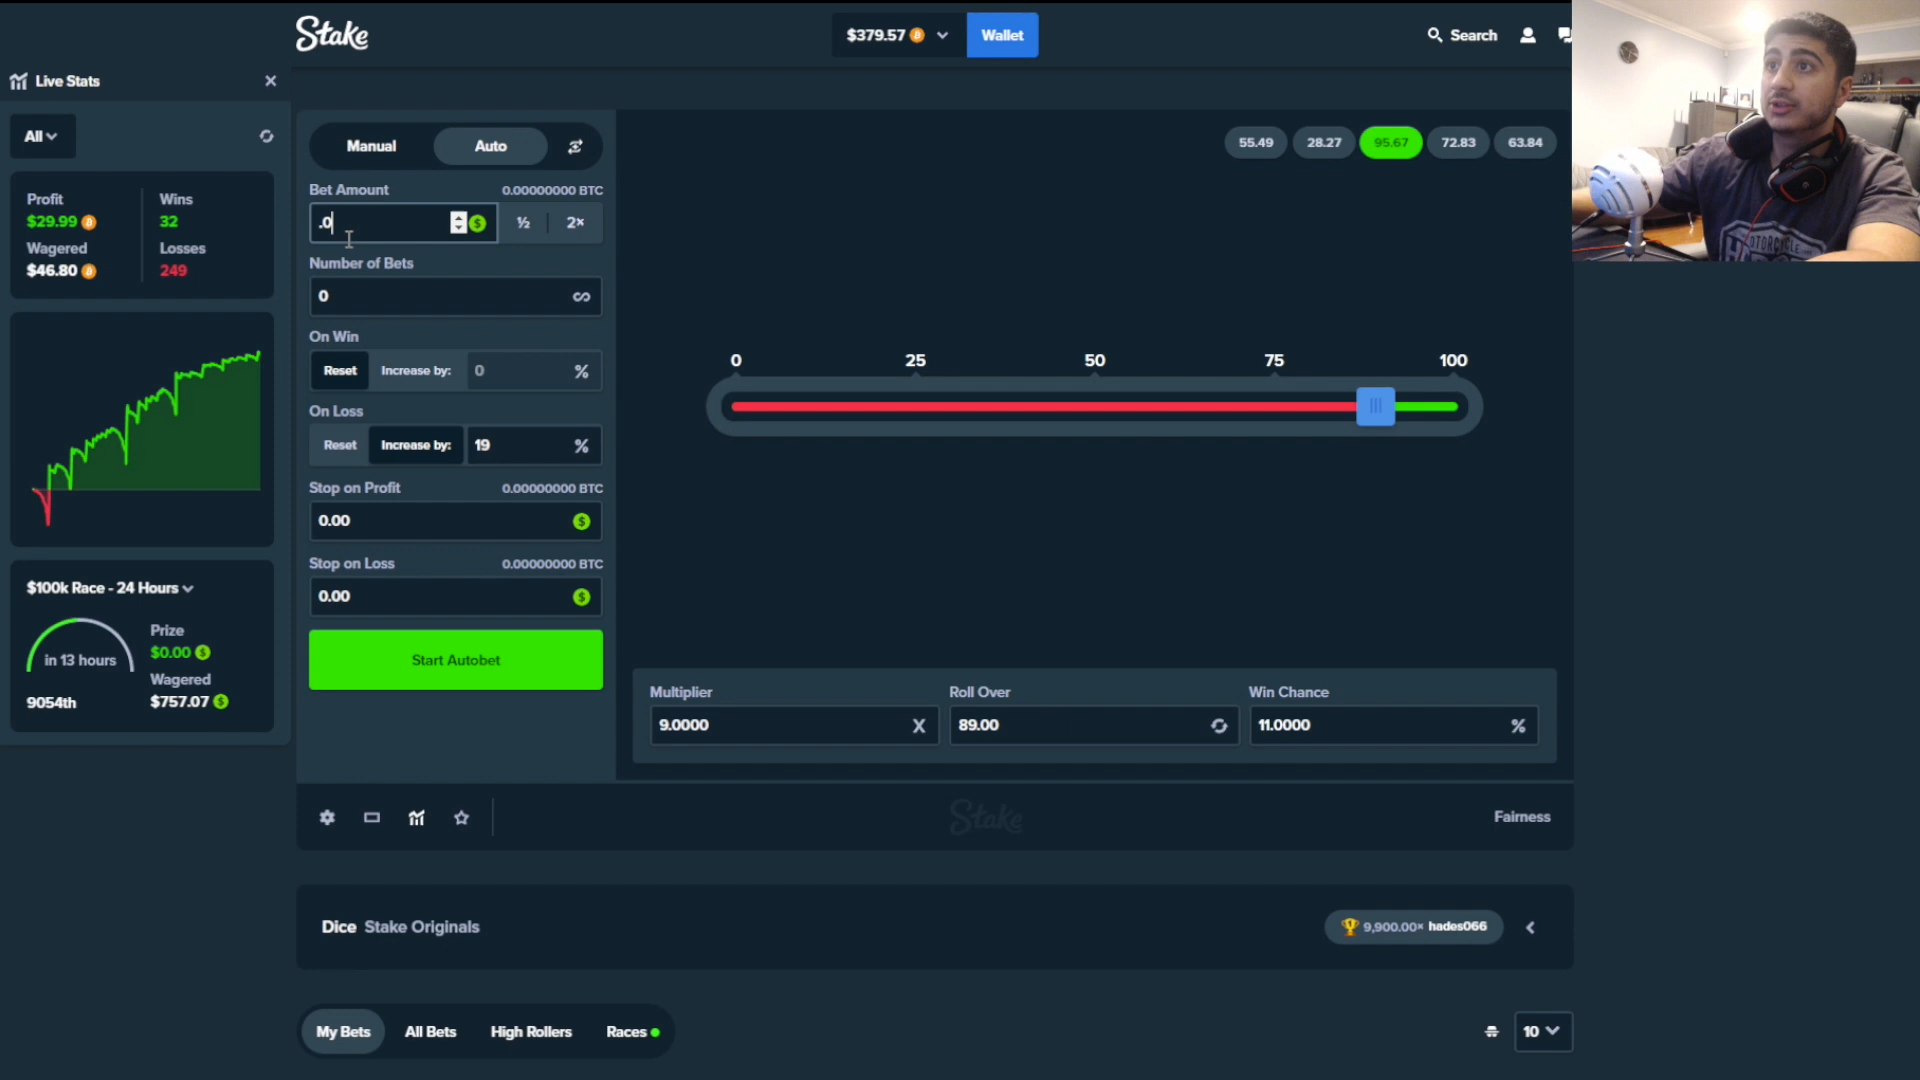 Stake
$379.57
Wallet
Search
Live Stats
All
Profit
Wins
$29.99
32
Wagered
Losses
$46.80
249
$100k Race - 24 Hours
in 13 hours
Prize
$0.00
Wagered
9054th
$757.07
Manual
Auto
Bet Amount
0.00000000 BTC
.0
½
2×
Number of Bets
0
On Win
Reset
Increase by:
0
%
On Loss
Reset
Increase by:
19
%
Stop on Profit
0.00000000 BTC
0.00
Stop on Loss
0.00000000 BTC
0.00
Start Autobet
55.49
28.27
95.67
72.83
63.84
0
25
50
75
100
Multiplier
Roll Over
Win Chance
9.0000
X
89.00
11.0000
%
Stake
Fairness
Dice Stake Originals
9,900.00× hades066
My Bets
All Bets
High Rollers
Races
10